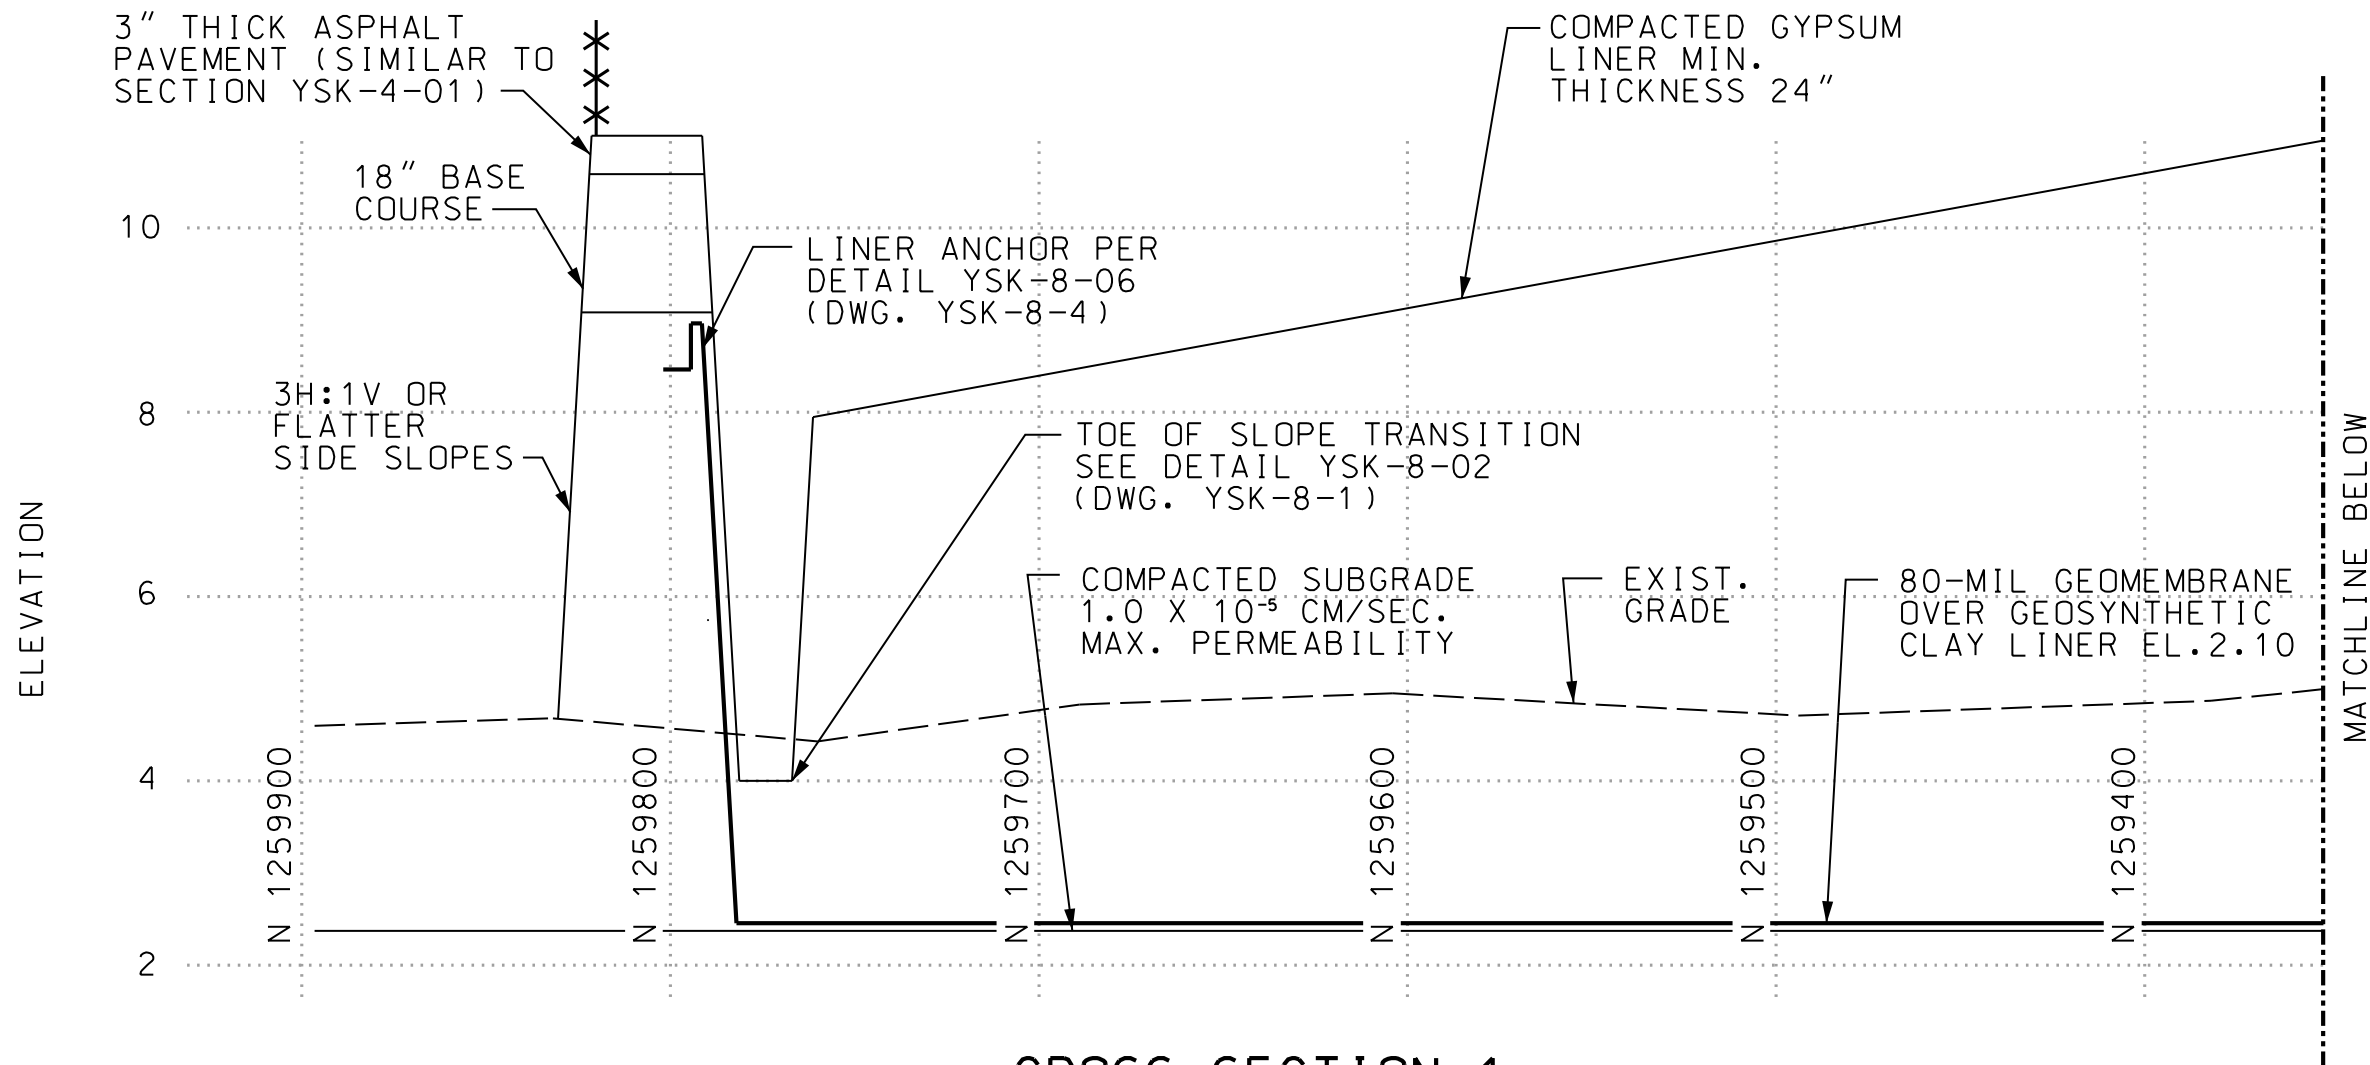 3" THICK ASPHALT
PAVEMENT (SIMILAR TO
SECTION YSK-4-01)
COMPACTED GYPSUM
LINER MIN.
THICKNESS 24"
18" BASE
COURSE
10
LINER ANCHOR PER
DETAIL YSK-8-06
(DWG. YSK-8-4)
3H:1V OR
FLATTER
SIDE SLOPES
8
TOE OF SLOPE TRANSITION
SEE DETAIL YSK-8-02
(DWG. YSK-8-1)
ELEVATION
MATCHLINE BELOW
6
COMPACTED SUBGRADE
1.0 X 10⁻⁵ CM/SEC.
MAX. PERMEABILITY
EXIST.
GRADE
80-MIL GEOMEMBRANE
OVER GEOSYNTHETIC
CLAY LINER EL.2.10
4
N 1259900
N 1259800
N 1259700
N 1259600
N 1259500
N 1259400
2
CROSS SECTION 1